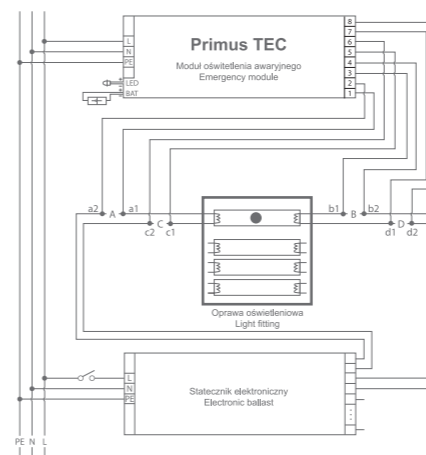 8
7
L 6
Primus TEC
N 5
PE 4
Moduł oświetlenia awaryjnego
Emergency module
3
LED 2
BAT 1
a2 A a1 b1 B b2
c2 C c1 d1 D d2
Oprawa oświetleniowa
Light fitting
L
N
PE
Statecznik elektroniczny
Electronic ballast
PE N L